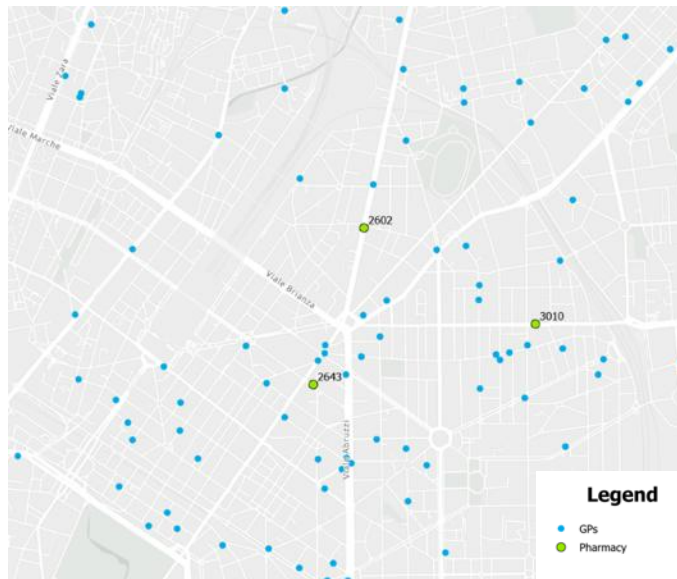 Viale Zara
Viale Marche
2602
Viale Brianza
3010
2643
Viale Abruzzi
Legend
GPs
Pharmacy